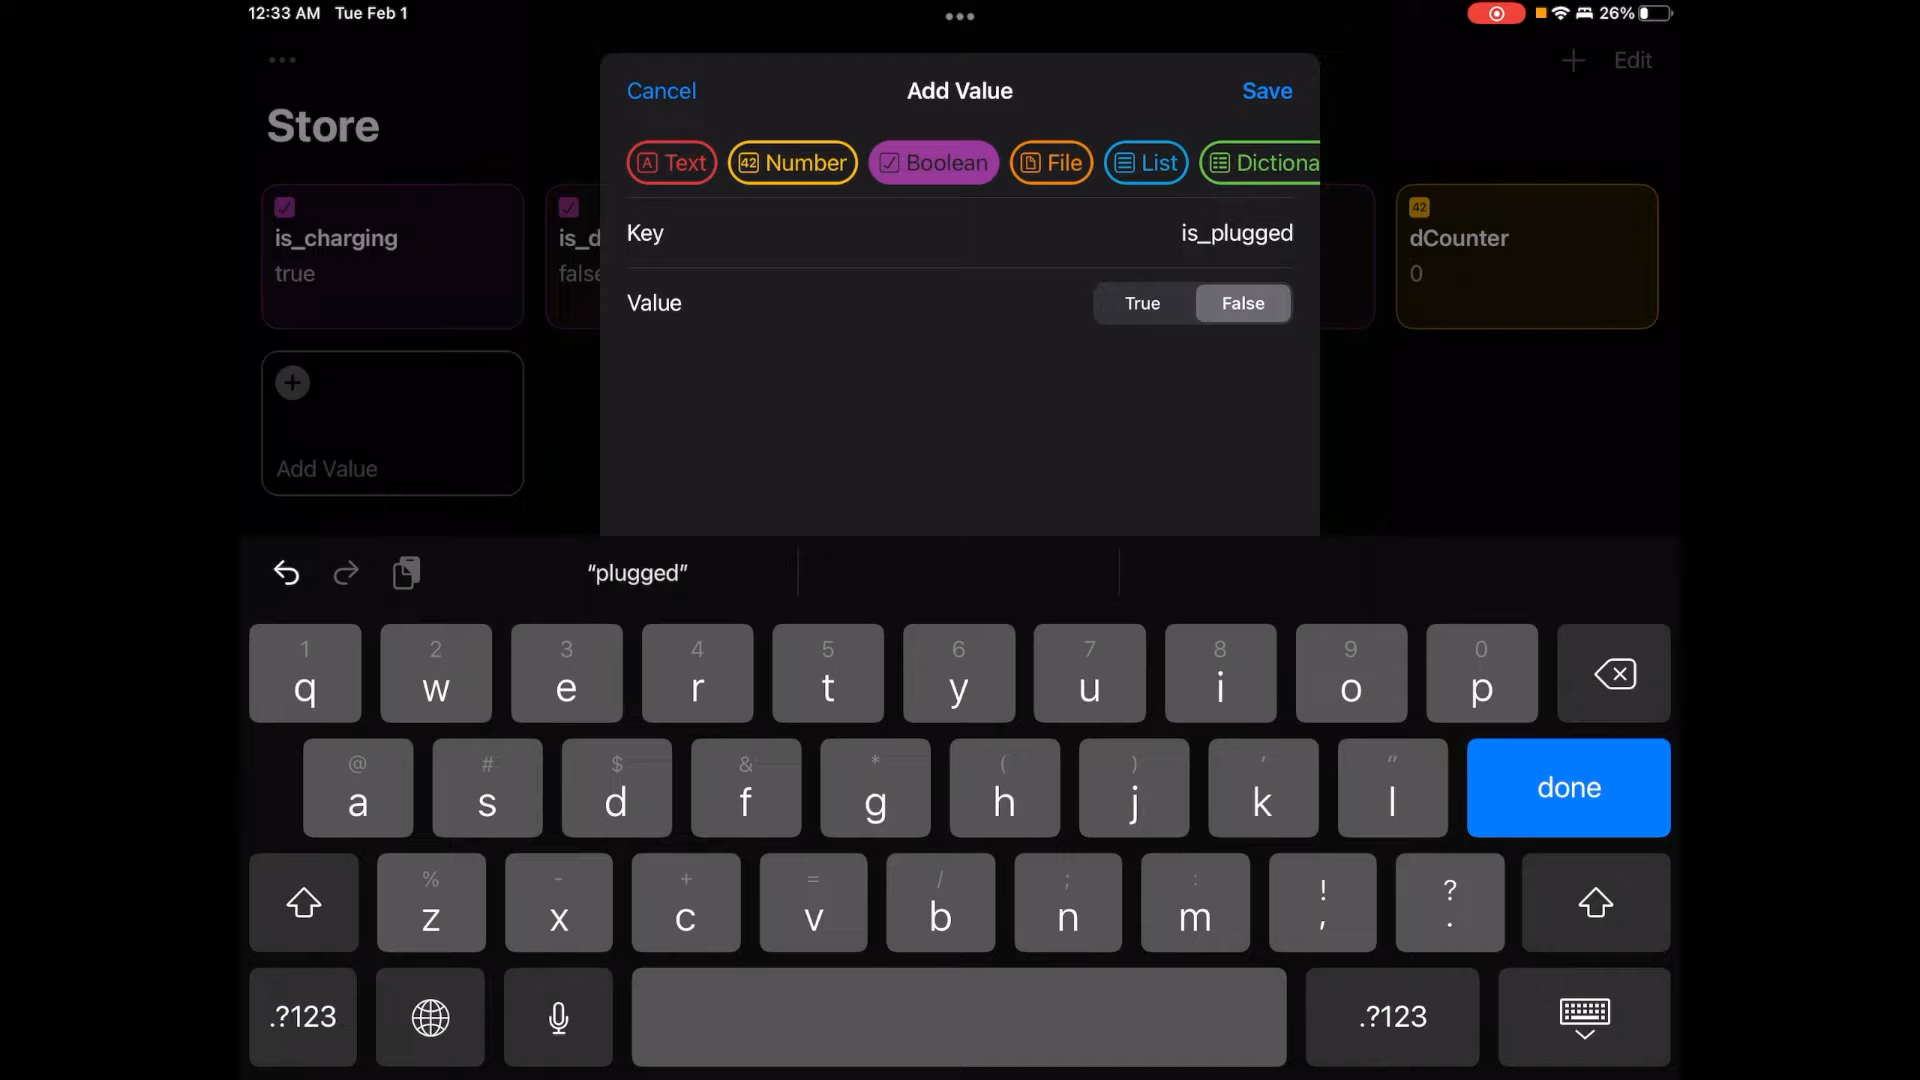 12:33 AM Tue Feb 1
26%
Edit
Cancel Add Value Save
Store
Text 42 Number Boolean File List Dictiona
is_charging
true
is_d
false
42
dCounter
0
Key is_plugged
Value True False
Add Value
“plugged”
1 2 3 4 5 6 7 8 9 0
q w e r t y u i o p
@ # $ & * ( ) ' "
a s d f g h j k l done
% - + = / ; : ! ?
z x c v b n m , .
.?123 .?123